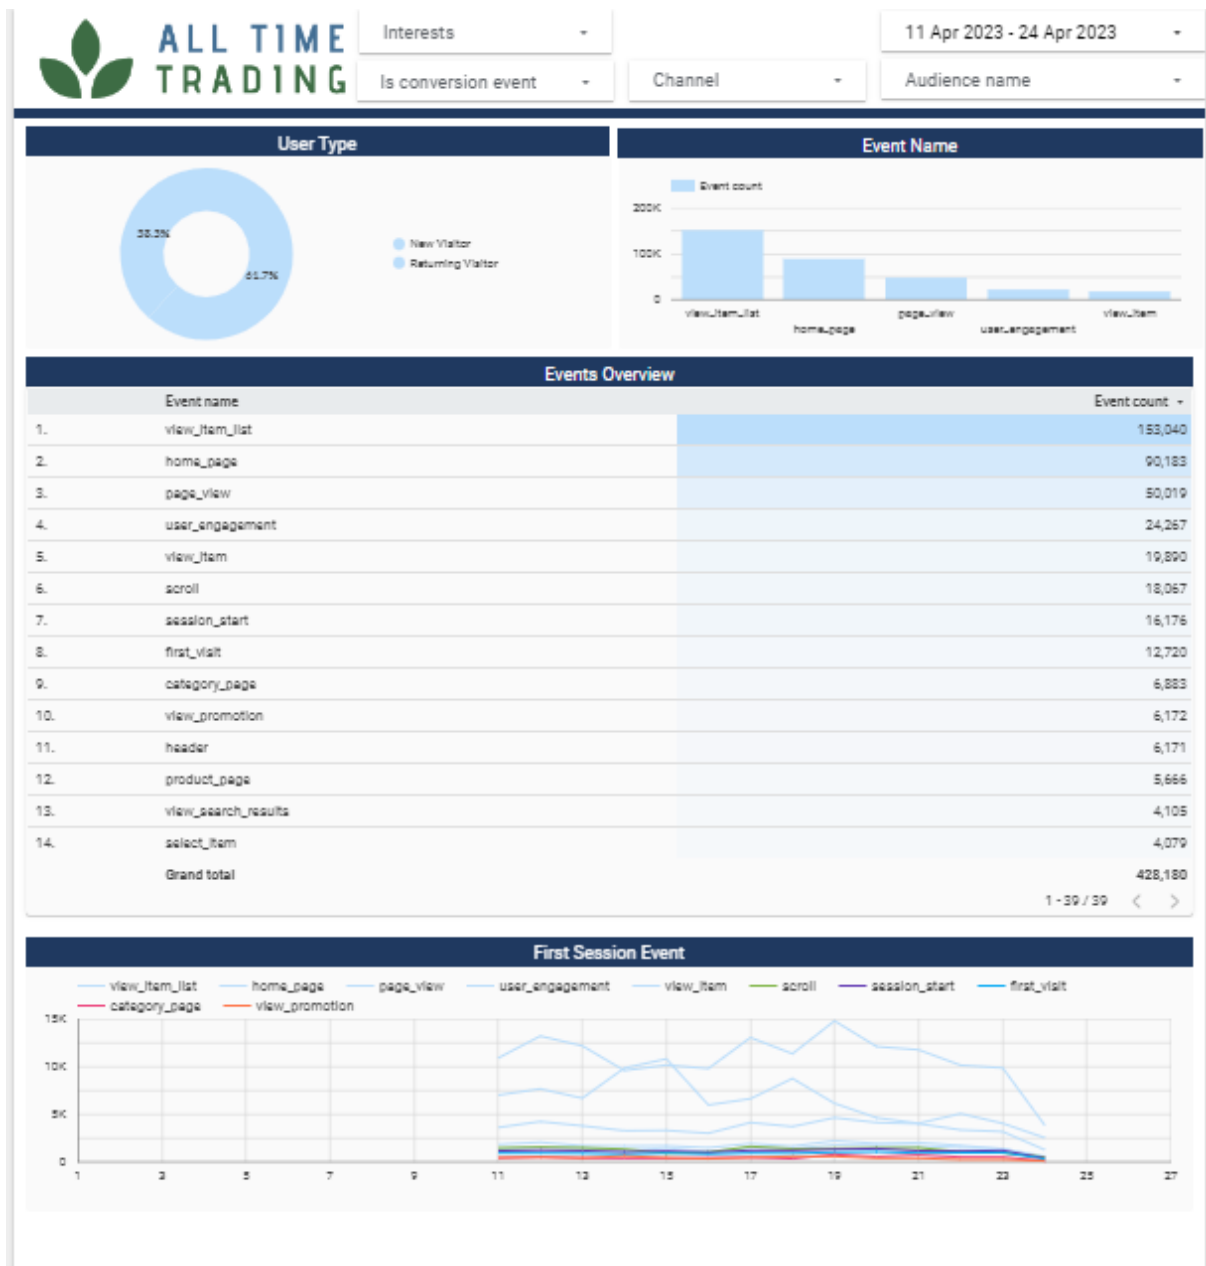 ALL TIME
TRADING
Interests
11 Apr 2023 - 24 Apr 2023
Is conversion event
Channel
Audience name
User Type
38.3%
61.7%
New Visitor
Returning Visitor
Event Name
Event count
200K
100K
0
view_item_list
home_page
page_view
user_engagement
view_item
Events Overview
Event name Event count
1. view_item_list 153,040
2. home_page 90,183
3. page_view 50,019
4. user_engagement 24,267
5. view_item 19,890
6. scroll 18,067
7. session_start 16,176
8. first_visit 12,720
9. category_page 6,883
10. view_promotion 6,172
11. header 6,171
12. product_page 5,666
13. view_search_results 4,105
14. select_item 4,079
Grand total 428,180
1 - 39 / 39 < >
First Session Event
view_item_list home_page page_view user_engagement view_item scroll session_start first_visit
category_page view_promotion
15K
10K
5K
0
1 3 5 7 9 11 13 15 17 19 21 23 25 27